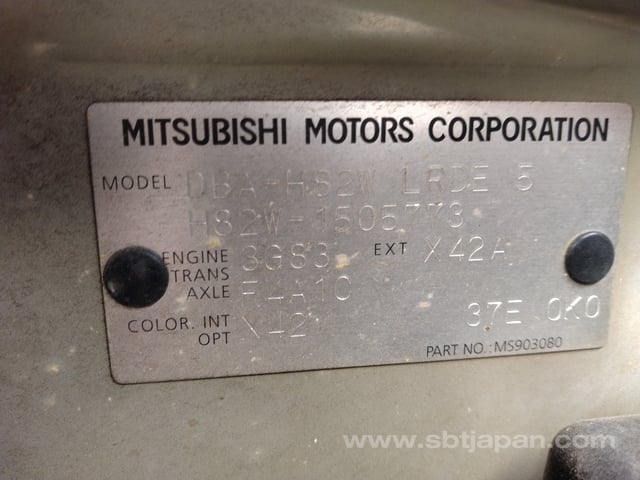 MITSUBISHI MOTORS CORPORATION
MODEL DBA-H82W LRDE 5
H82W-1505773
ENGINE 3G83 EXT X42A
TRANS
AXLE F4A10
COLOR. INT X42 37E 0K0
OPT
PART NO.:MS903080
www.sbtjapan.com